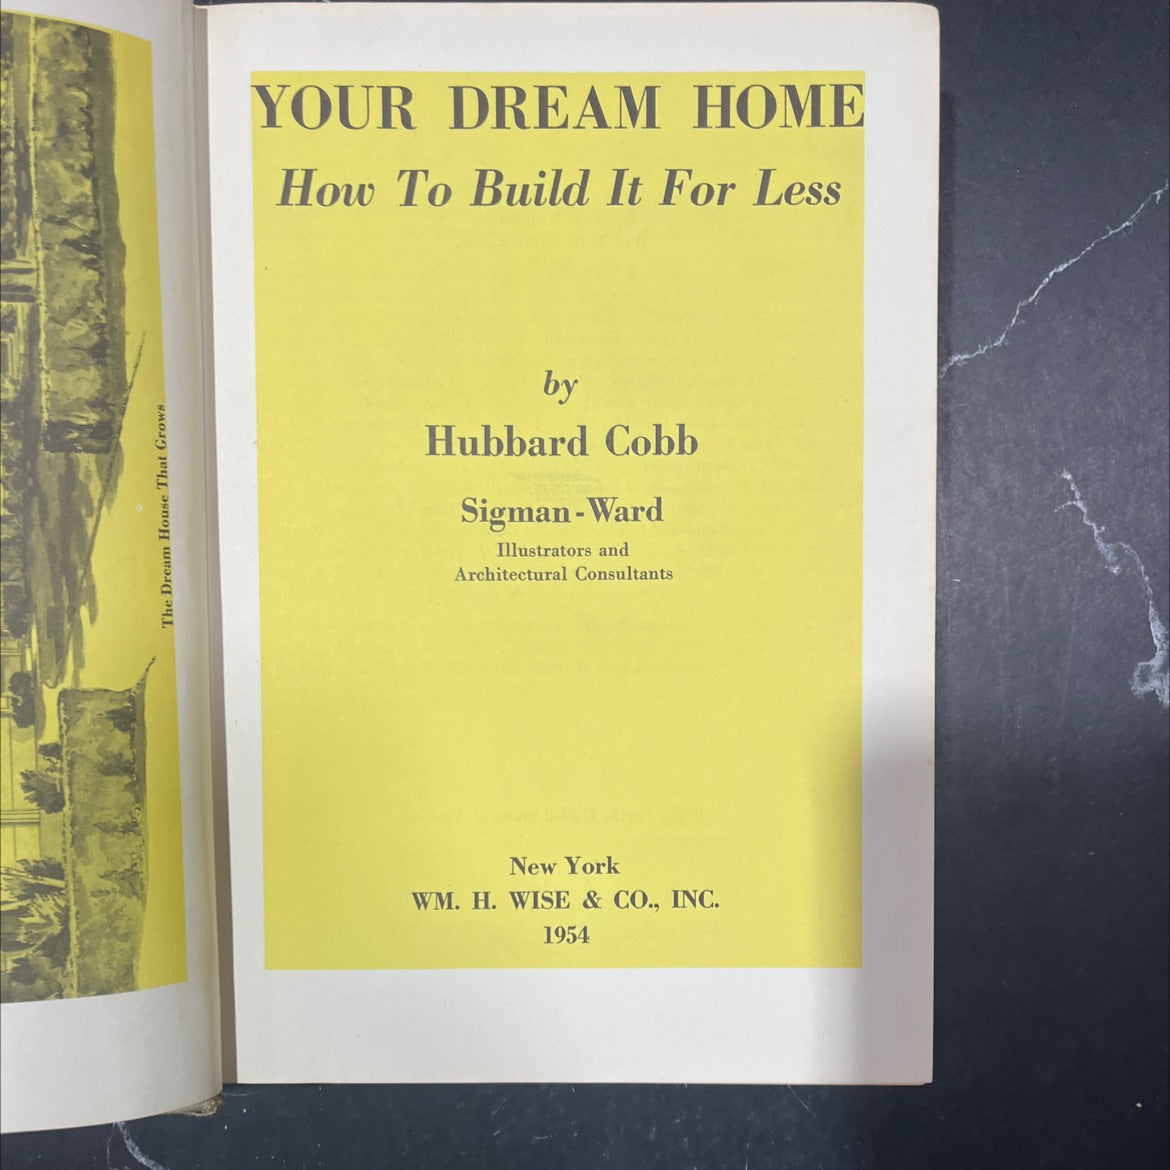 The Dream House That Grows
YOUR DREAM HOME
How To Build It For Less
by
Hubbard Cobb
Sigman-Ward
Illustrators and
Architectural Consultants
New York
WM. H. WISE & CO., INC.
1954